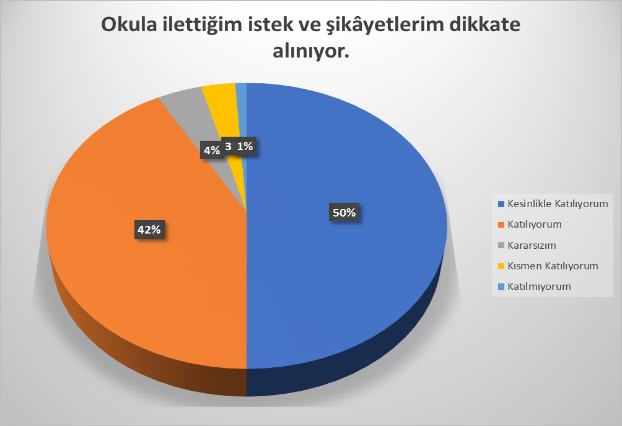 Okula ilettiğim istek ve şikâyetlerim dikkate
alınıyor.
4%
3
1%
50%
42%
Kesinlikle Katılıyorum
Katılıyorum
Kararsızım
Kısmen Katılıyorum
Katılmıyorum